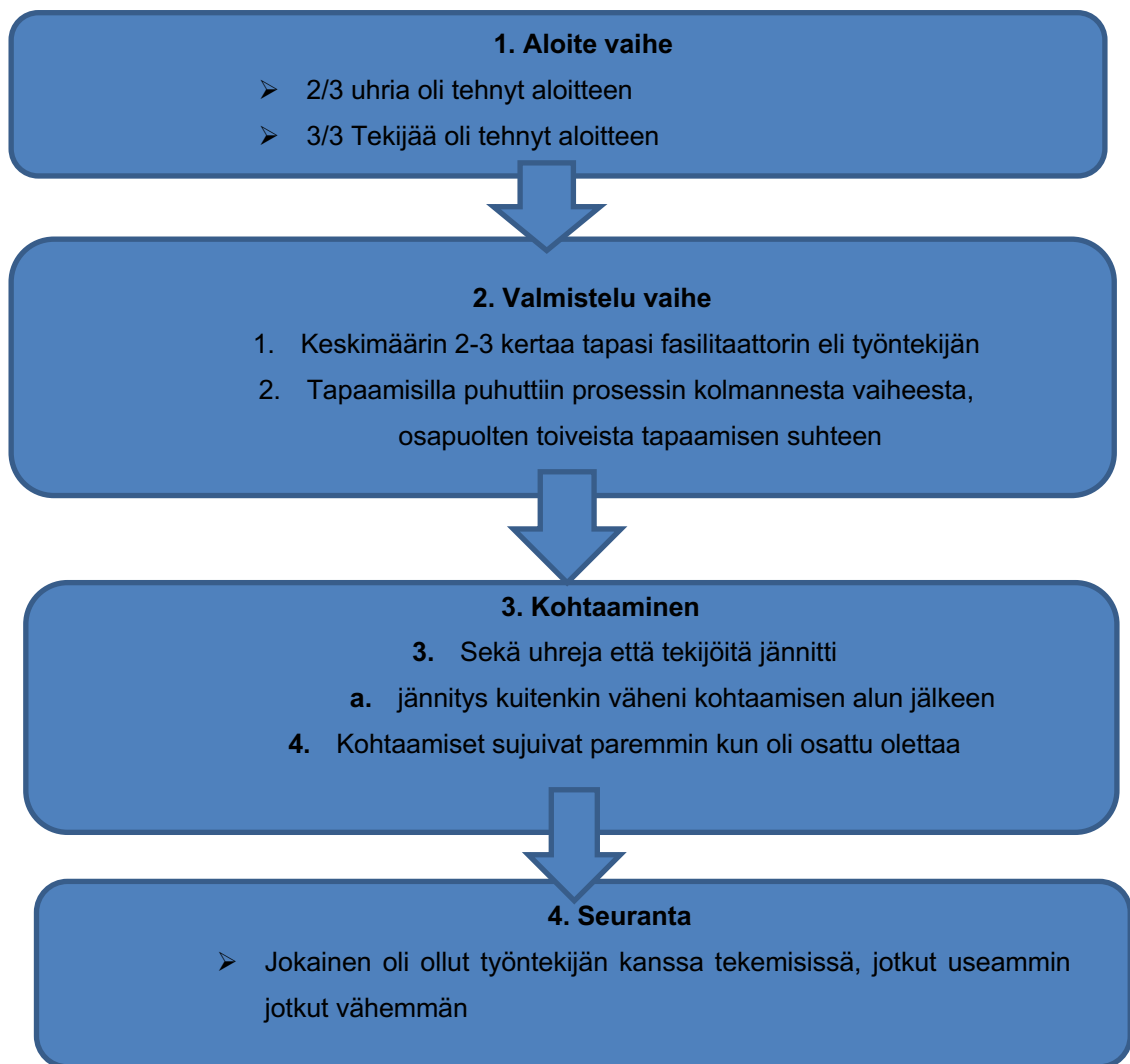 1. Aloite vaihe
➢ 2/3 uhria oli tehnyt aloitteen
➢ 3/3 Tekijää oli tehnyt aloitteen
2. Valmistelu vaihe
1. Keskimäärin 2-3 kertaa tapasi fasilitaattorin eli työntekijän
2. Tapaamisilla puhuttiin prosessin kolmannesta vaiheesta,
osapuolten toiveista tapaamisen suhteen
3. Kohtaaminen
3. Sekä uhreja että tekijöitä jännitti
a. jännitys kuitenkin väheni kohtaamisen alun jälkeen
4. Kohtaamiset sujuivat paremmin kun oli osattu olettaa
4. Seuranta
➢ Jokainen oli ollut työntekijän kanssa tekemisissä, jotkut useammin
jotkut vähemmän